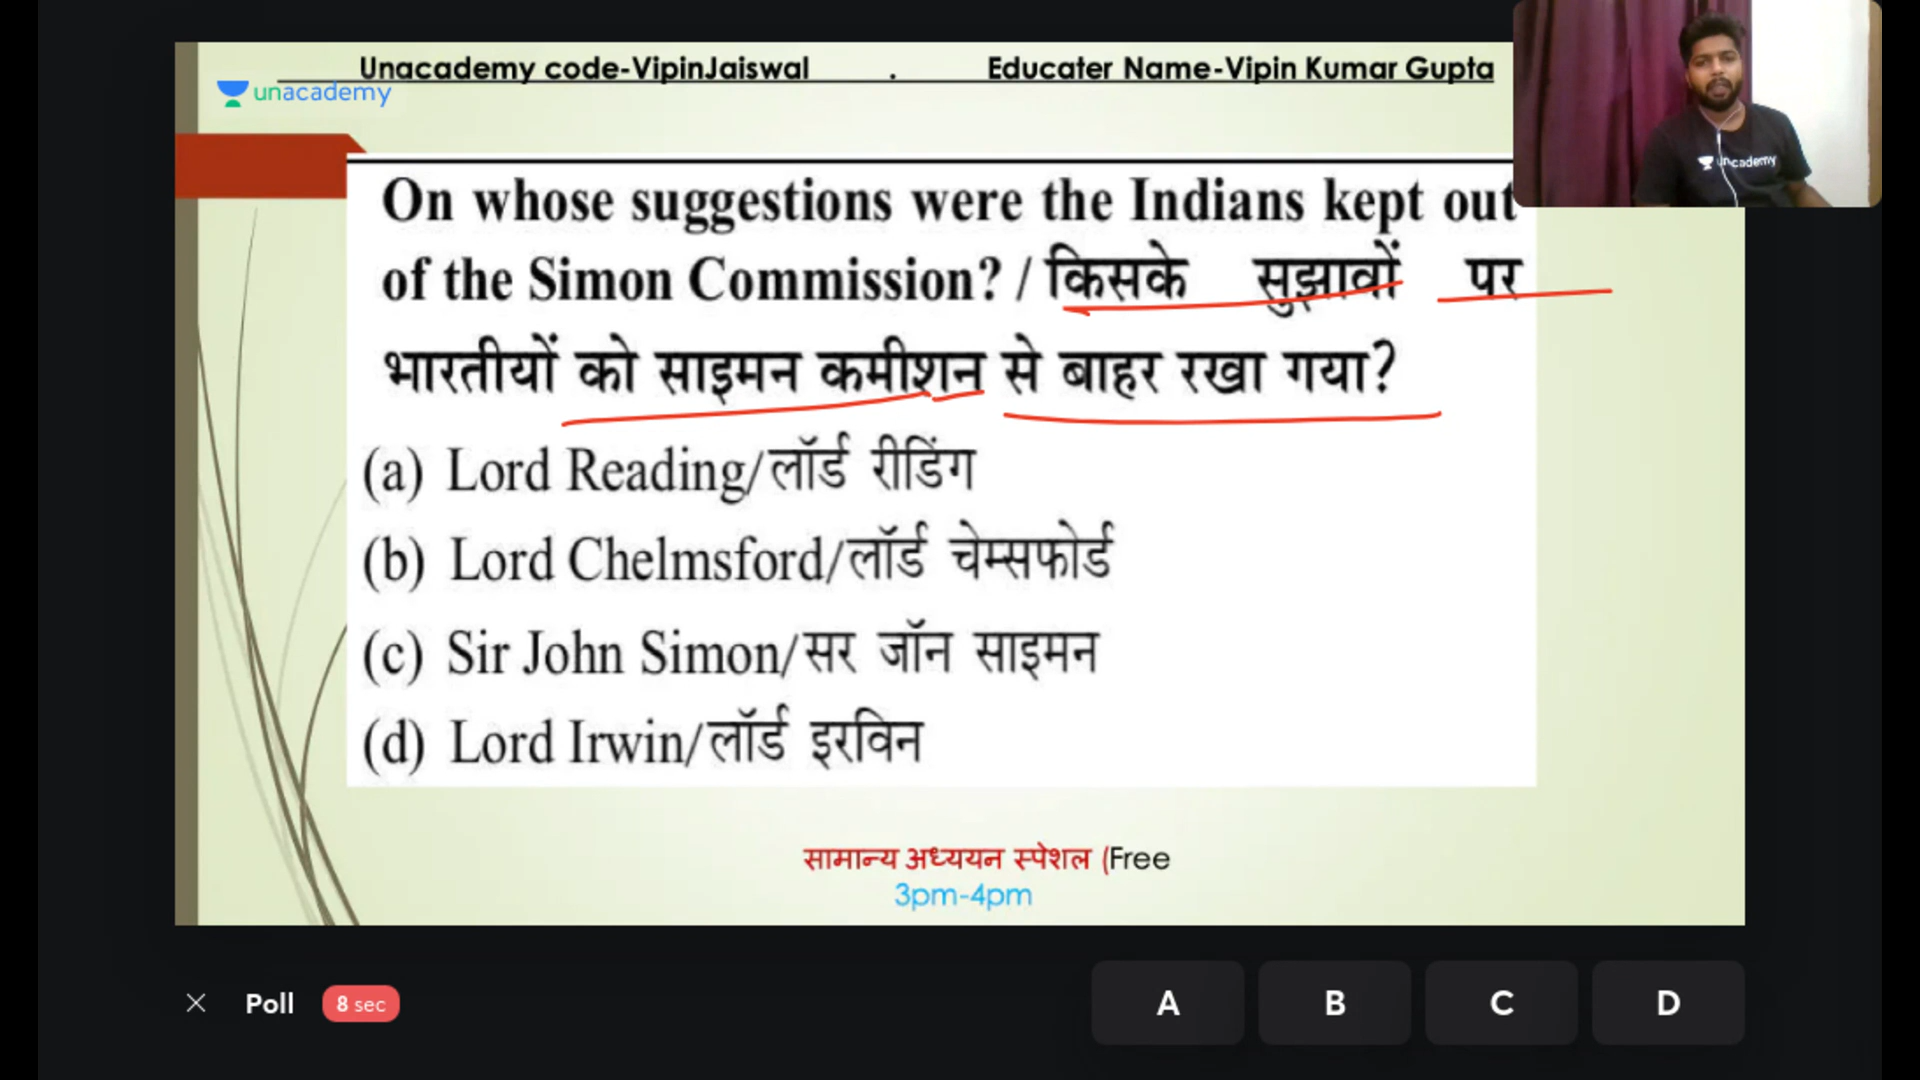 Unacademy code-VipinJaiswal . Educater Name-Vipin Kumar Gupta
unacademy
unacademy
On whose suggestions were the Indians kept out
of the Simon Commission? / किसके सुझावों पर
भारतीयों को साइमन कमीशन से बाहर रखा गया?
(a) Lord Reading/लॉर्ड रीडिंग
(b) Lord Chelmsford/लॉर्ड चेम्सफोर्ड
(c) Sir John Simon/सर जॉन साइमन
(d) Lord Irwin/लॉर्ड इरविन
सामान्य अध्ययन स्पेशल (Free
3pm-4pm
Poll 8 sec A B C D